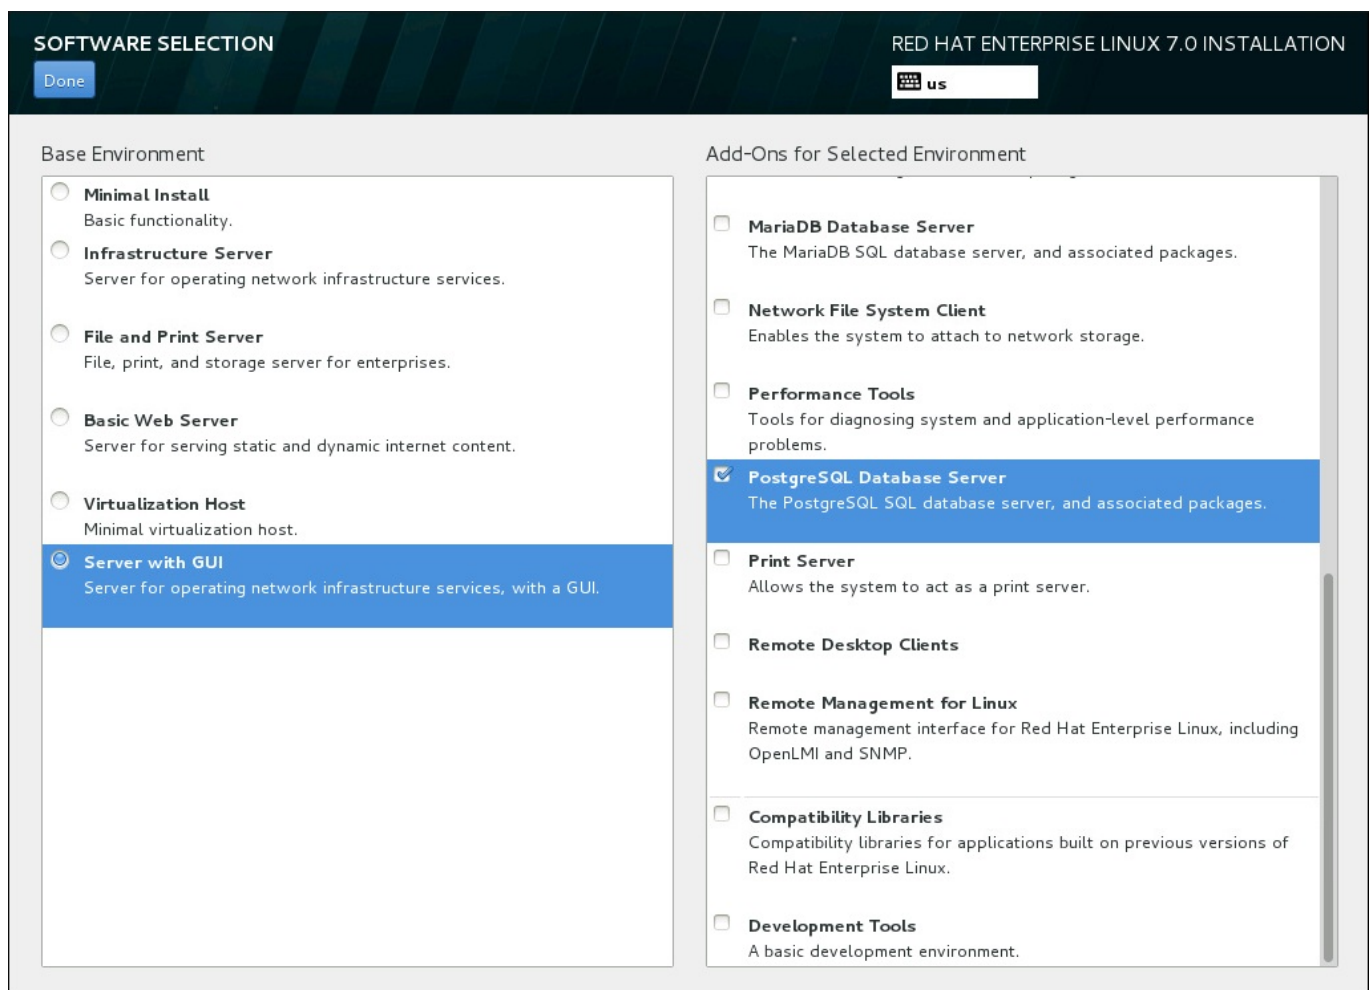 SOFTWARE SELECTION
Done
RED HAT ENTERPRISE LINUX 7.0 INSTALLATION
us
Base Environment
Minimal Install
Basic functionality.
Infrastructure Server
Server for operating network infrastructure services.
File and Print Server
File, print, and storage server for enterprises.
Basic Web Server
Server for serving static and dynamic internet content.
Virtualization Host
Minimal virtualization host.
Server with GUI
Server for operating network infrastructure services, with a GUI.
Add-Ons for Selected Environment
MariaDB Database Server
The MariaDB SQL database server, and associated packages.
Network File System Client
Enables the system to attach to network storage.
Performance Tools
Tools for diagnosing system and application-level performance
problems.
PostgreSQL Database Server
The PostgreSQL SQL database server, and associated packages.
Print Server
Allows the system to act as a print server.
Remote Desktop Clients
Remote Management for Linux
Remote management interface for Red Hat Enterprise Linux, including
OpenLMI and SNMP.
Compatibility Libraries
Compatibility libraries for applications built on previous versions of
Red Hat Enterprise Linux.
Development Tools
A basic development environment.